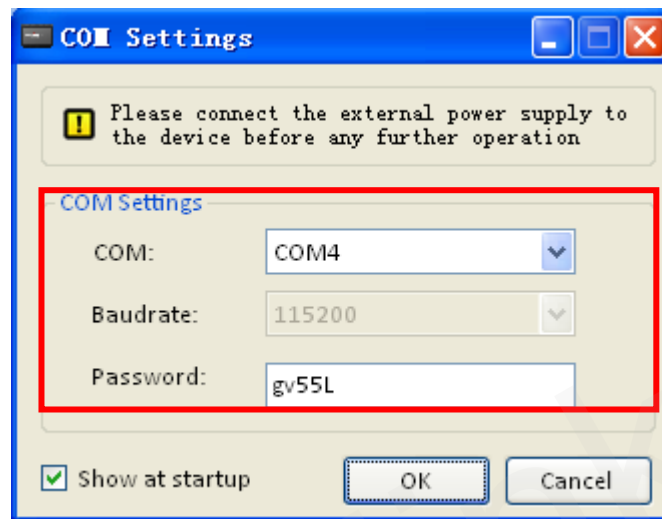 COM Settings
Please connect the external power supply to
the device before any further operation
COM Settings
COM: COM4
Baudrate: 115200
Password: gv55L
Show at startup OK Cancel